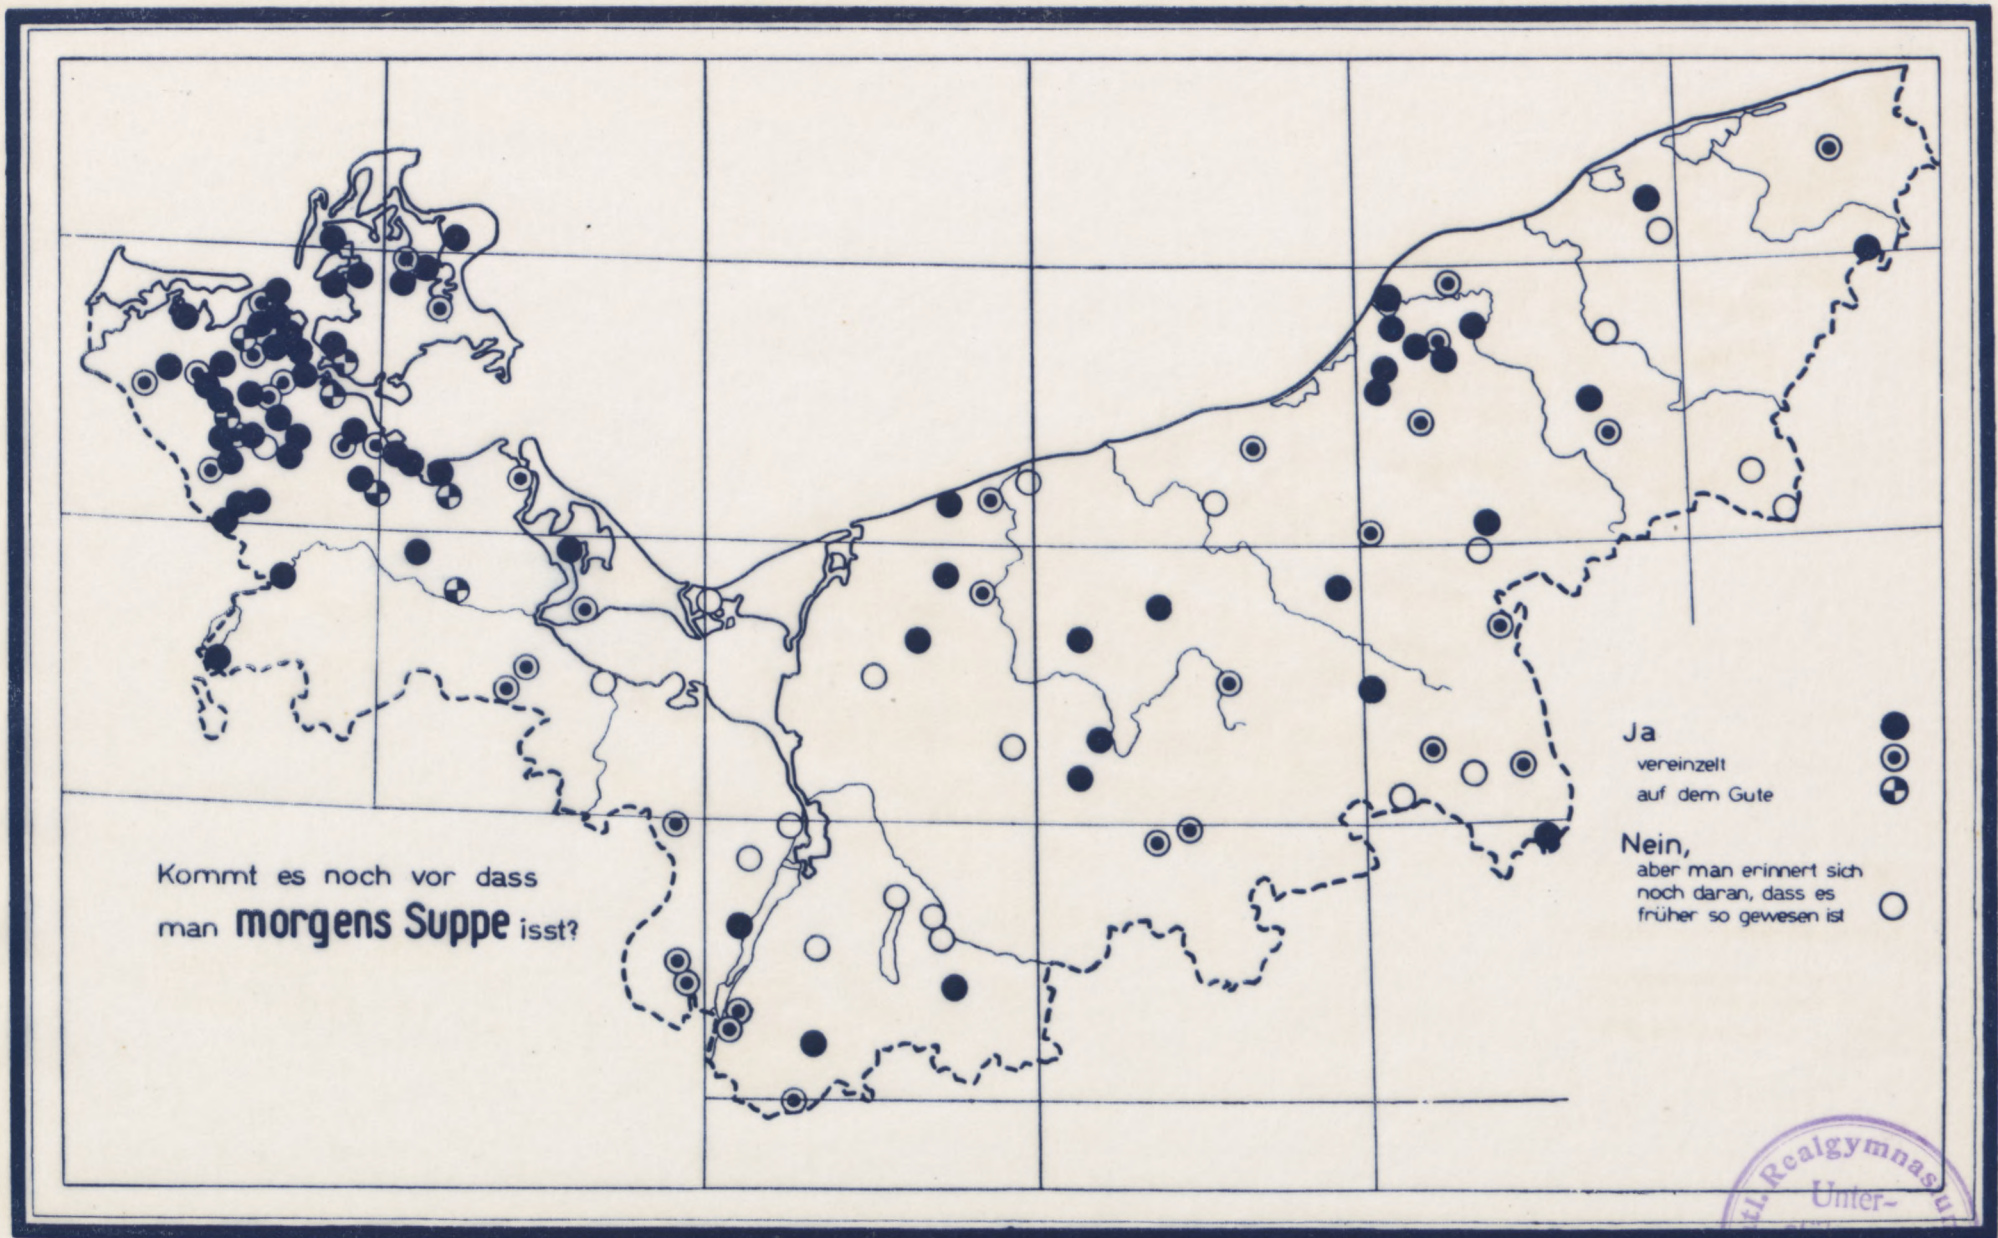 Kommt es noch vor dass
man morgens Suppe isst?
Ja
vereinzelt
auf dem Gute
Nein,
aber man erinnert sich
noch daran, dass es
früher so gewesen ist
Realgymnasiu
Unter-